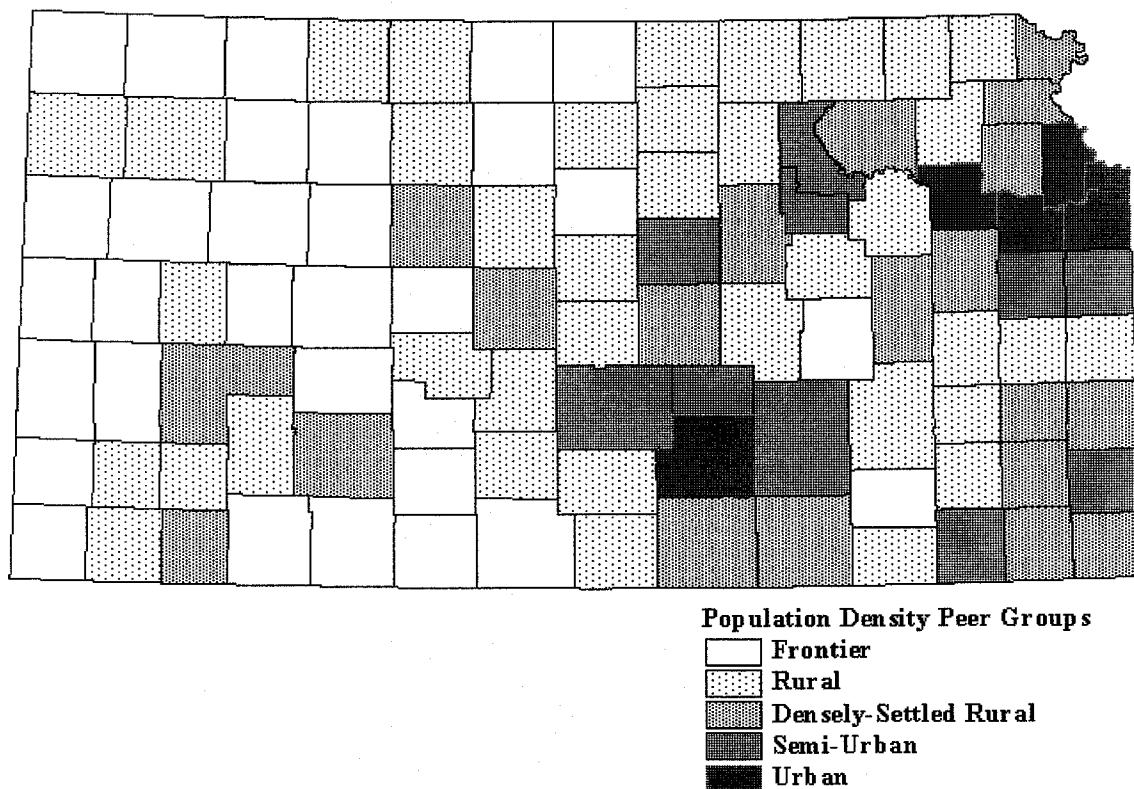 Population Density Peer Groups
Frontier
Rural
Densely-Settled Rural
Semi-Urban
Urban